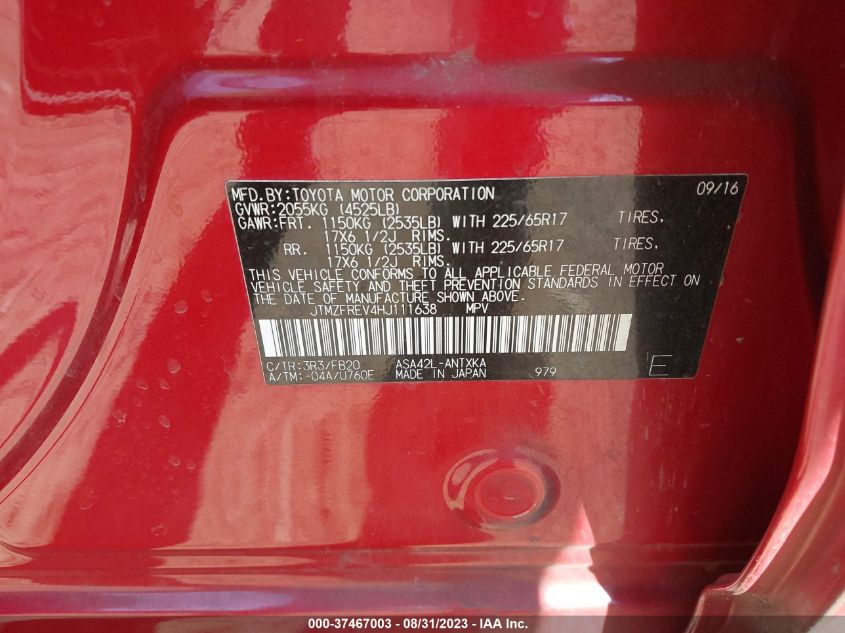 MFD.BY:TOYOTA MOTOR CORPORATION 09/16
GVWR:2055KG (4525LB)
GAWR:FRT. 1150KG (2535LB) WITH 225/65R17 TIRES,
17X6 1/2J RIMS.
RR. 1150KG (2535LB) WITH 225/65R17 TIRES,
17X6 1/2J RIMS.
THIS VEHICLE CONFORMS TO ALL APPLICABLE FEDERAL MOTOR
VEHICLE SAFETY AND THEFT PREVENTION STANDARDS IN EFFECT ON
THE DATE OF MANUFACTURE SHOWN ABOVE.
JTMZFREV4HJ111638 MPV
C/TR:3R3/FB20 ASA42L-ANTXKA
A/TM:-04A/U760E MADE IN JAPAN 979 E
000-37467003 - 08/31/2023 - IAA Inc.